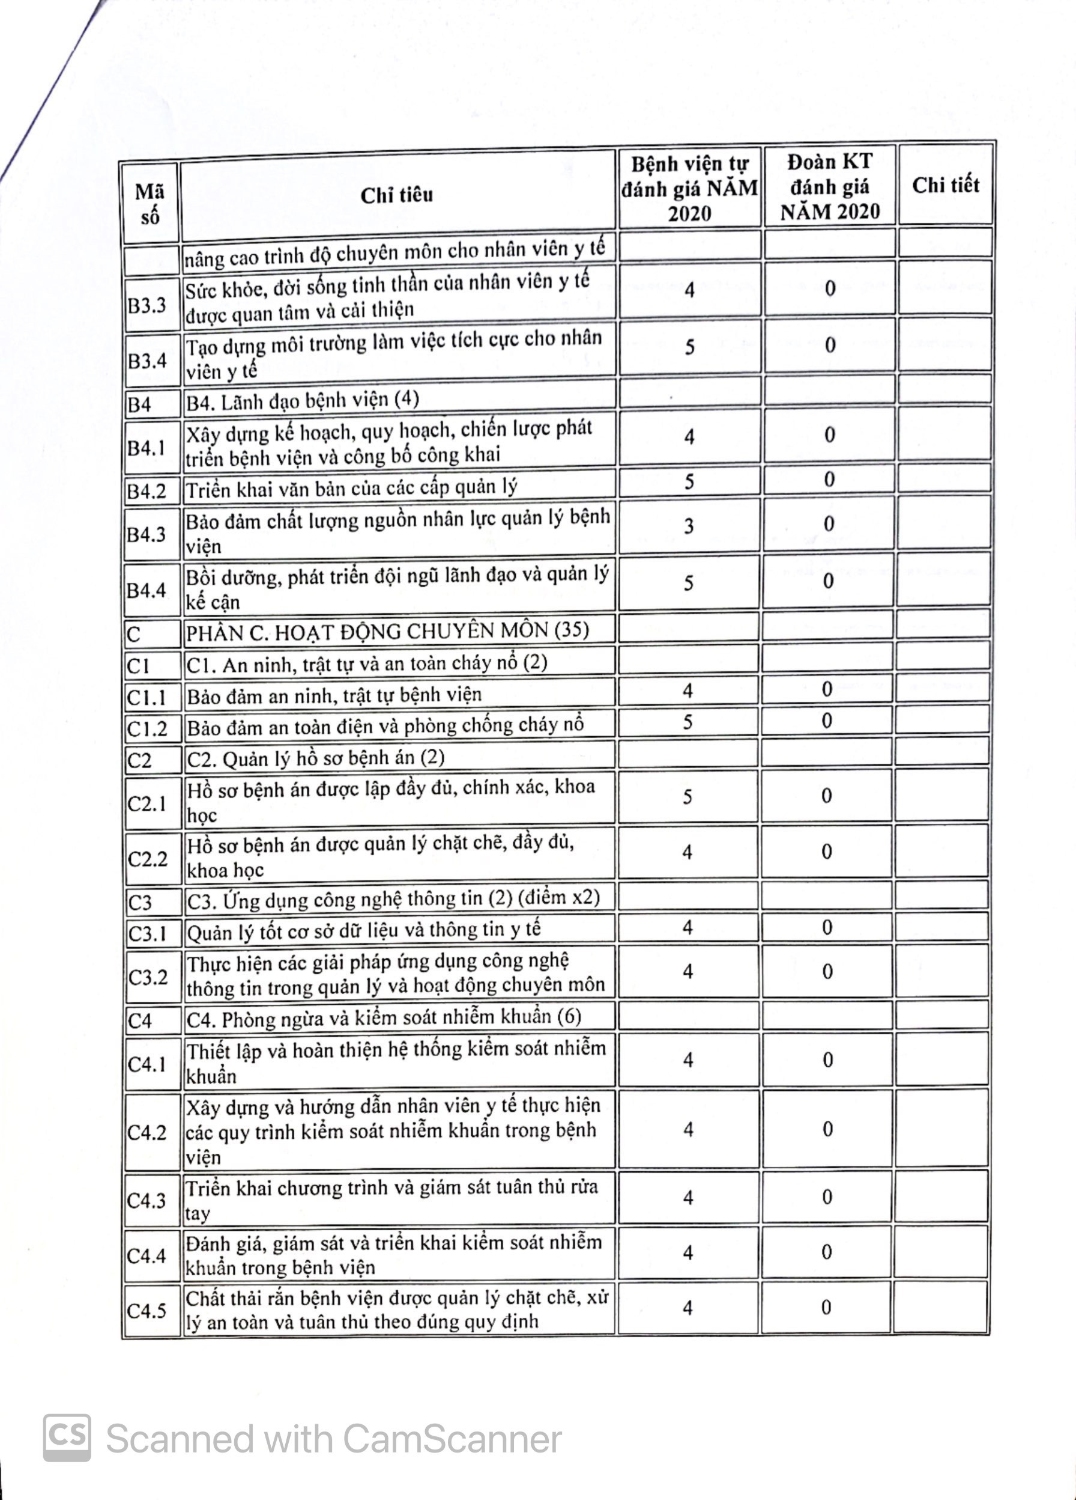 Mã số
Chỉ tiêu
Bệnh viện tự đánh giá NĂM 2020
Đoàn KT đánh giá NĂM 2020
Chi tiết
nâng cao trình độ chuyên môn cho nhân viên y tế
B3.3 Sức khỏe, đời sống tinh thần của nhân viên y tế
được quan tâm và cải thiện 4 0
B3.4 Tạo dựng môi trường làm việc tích cực cho nhân
viên y tế 5 0
B4 B4. Lãnh đạo bệnh viện (4)
B4.1 Xây dựng kế hoạch, quy hoạch, chiến lược phát
triển bệnh viện và công bố công khai 4 0
B4.2 Triển khai văn bản của các cấp quản lý 5 0
B4.3 Bảo đảm chất lượng nguồn nhân lực quản lý bệnh
viện 3 0
B4.4 Bồi dưỡng, phát triển đội ngũ lãnh đạo và quản lý
kế cận 5 0
C PHẦN C. HOẠT ĐỘNG CHUYÊN MÔN (35)
C1 C1. An ninh, trật tự và an toàn cháy nổ (2)
C1.1 Bảo đảm an ninh, trật tự bệnh viện 4 0
C1.2 Bảo đảm an toàn điện và phòng chống cháy nổ 5 0
C2 C2. Quản lý hồ sơ bệnh án (2)
C2.1 Hồ sơ bệnh án được lập đầy đủ, chính xác, khoa
học 5 0
C2.2 Hồ sơ bệnh án được quản lý chặt chẽ, đầy đủ,
khoa học 4 0
C3 C3. Ứng dụng công nghệ thông tin (2) (điểm x2)
C3.1 Quản lý tốt cơ sở dữ liệu và thông tin y tế 4 0
C3.2 Thực hiện các giải pháp ứng dụng công nghệ
thông tin trong quản lý và hoạt động chuyên môn 4 0
C4 C4. Phòng ngừa và kiểm soát nhiễm khuẩn (6)
C4.1 Thiết lập và hoàn thiện hệ thống kiểm soát nhiễm
khuẩn 4 0
C4.2 Xây dựng và hướng dẫn nhân viên y tế thực hiện
các quy trình kiểm soát nhiễm khuẩn trong bệnh
viện 4 0
C4.3 Triển khai chương trình và giám sát tuân thủ rửa
tay 4 0
C4.4 Đánh giá, giám sát và triển khai kiểm soát nhiễm
khuẩn trong bệnh viện 4 0
C4.5 Chất thải rắn bệnh viện được quản lý chặt chẽ, xử
lý an toàn và tuân thủ theo đúng quy định 4 0
CS Scanned with CamScanner